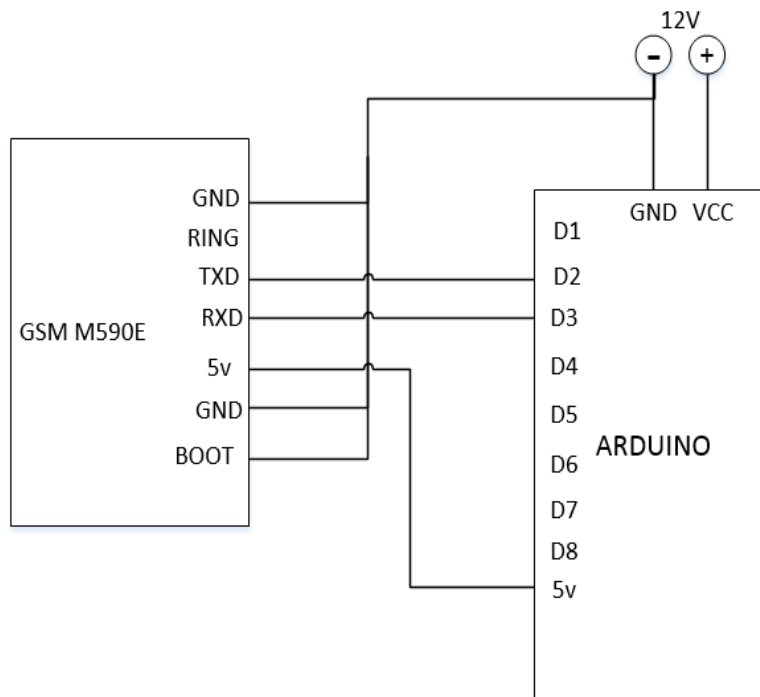 12V
- +
GND VCC
GND
RING
TXD
RXD
GSM M590E
5v
GND
BOOT
D1
D2
D3
D4
D5
ARDUINO
D6
D7
D8
5v